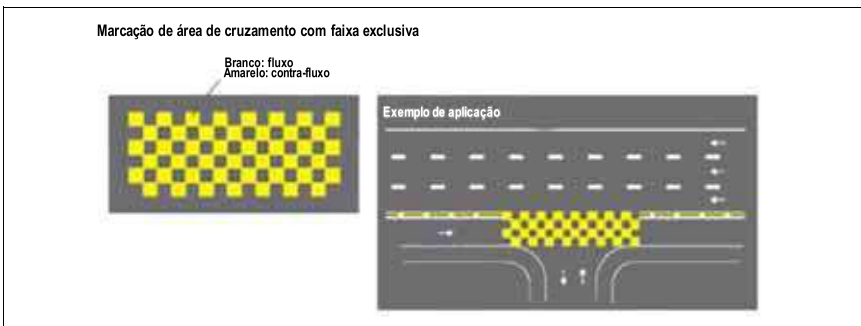 Marcação de área de cruzamento com faixa exclusiva
Branco: fluxo
Amarelo: contra-fluxo
Exemplo de aplicação